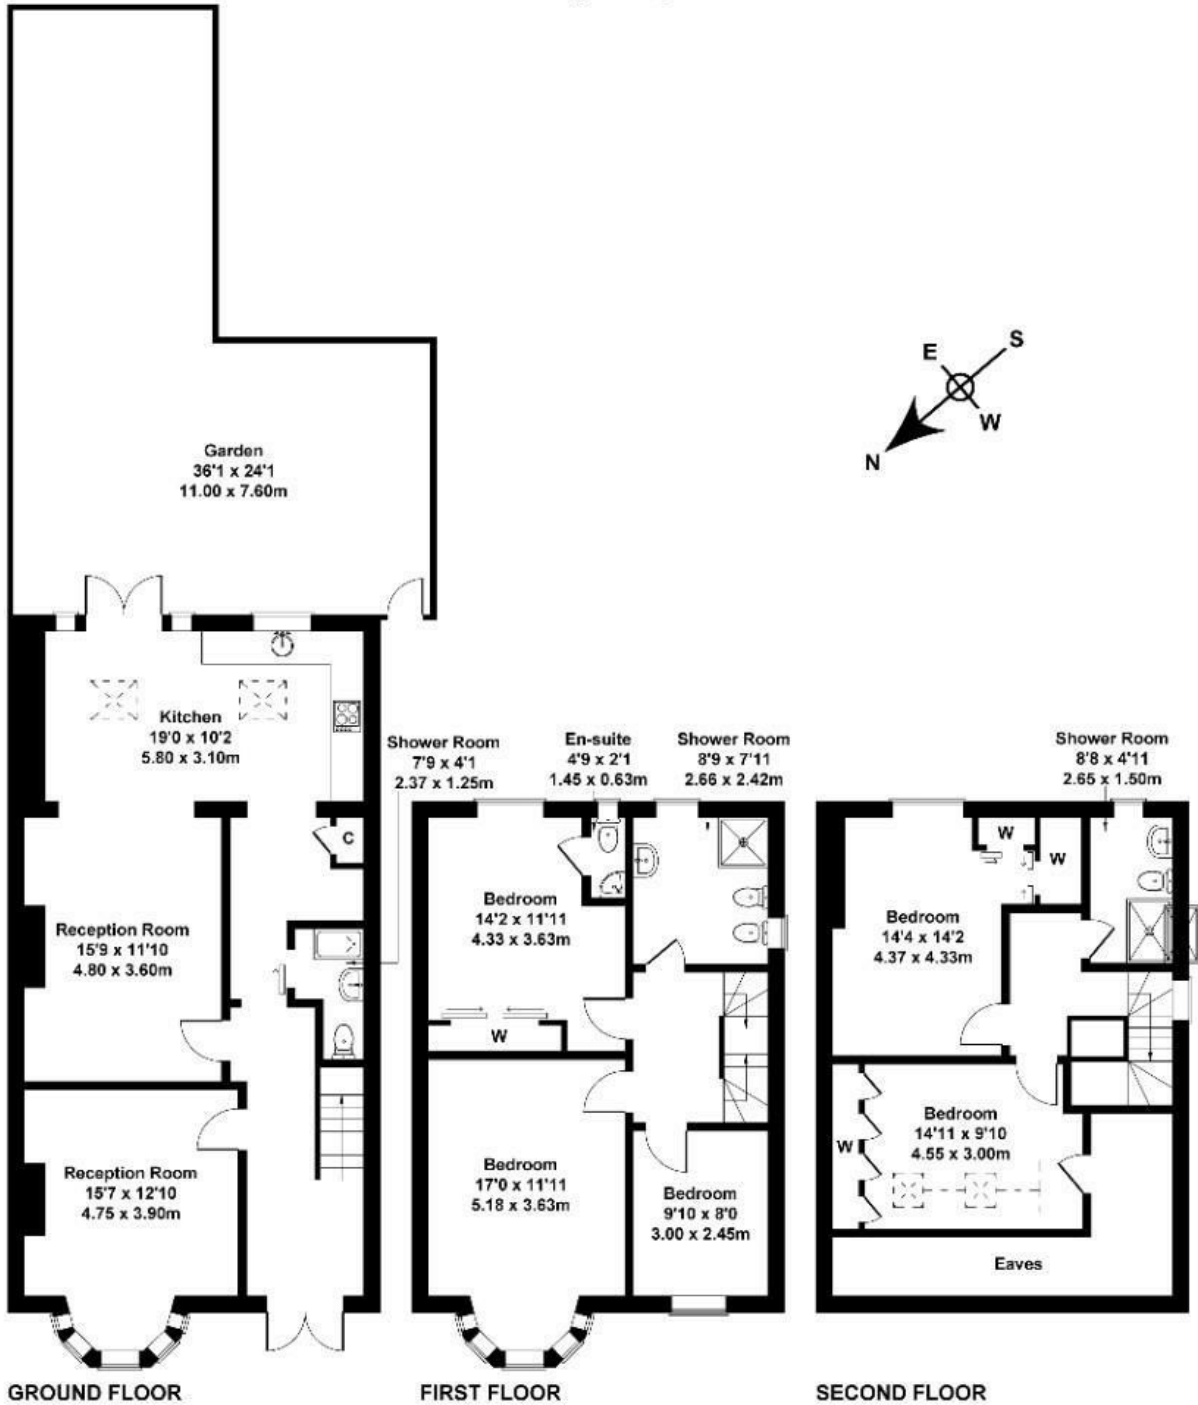 Garden
36'1 x 24'1
11.00 x 7.60m
E
S
W
N
Kitchen
19'0 x 10'2
5.80 x 3.10m
Shower Room
7'9 x 4'1
2.37 x 1.25m
C
Reception Room
15'9 x 11'10
4.80 x 3.60m
Reception Room
15'7 x 12'10
4.75 x 3.90m
GROUND FLOOR
En-suite
4'9 x 2'1
1.45 x 0.63m
Shower Room
8'9 x 7'11
2.66 x 2.42m
Bedroom
14'2 x 11'11
4.33 x 3.63m
W
Bedroom
17'0 x 11'11
5.18 x 3.63m
Bedroom
9'10 x 8'0
3.00 x 2.45m
FIRST FLOOR
Shower Room
8'8 x 4'11
2.65 x 1.50m
W
W
Bedroom
14'4 x 14'2
4.37 x 4.33m
Bedroom
14'11 x 9'10
4.55 x 3.00m
W
Eaves
SECOND FLOOR